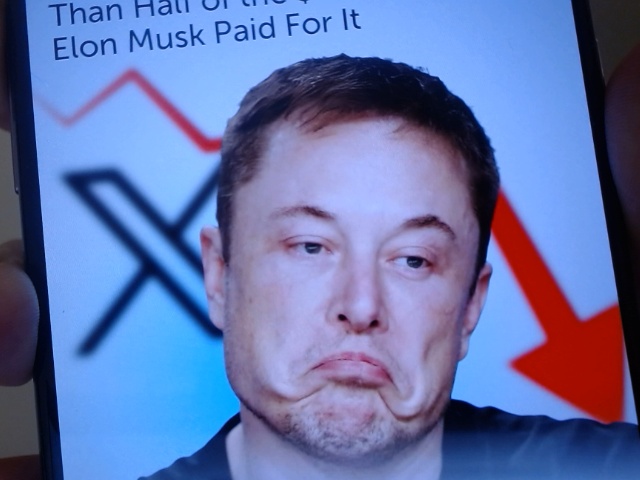 Than Half of the $
Elon Musk Paid For It
X